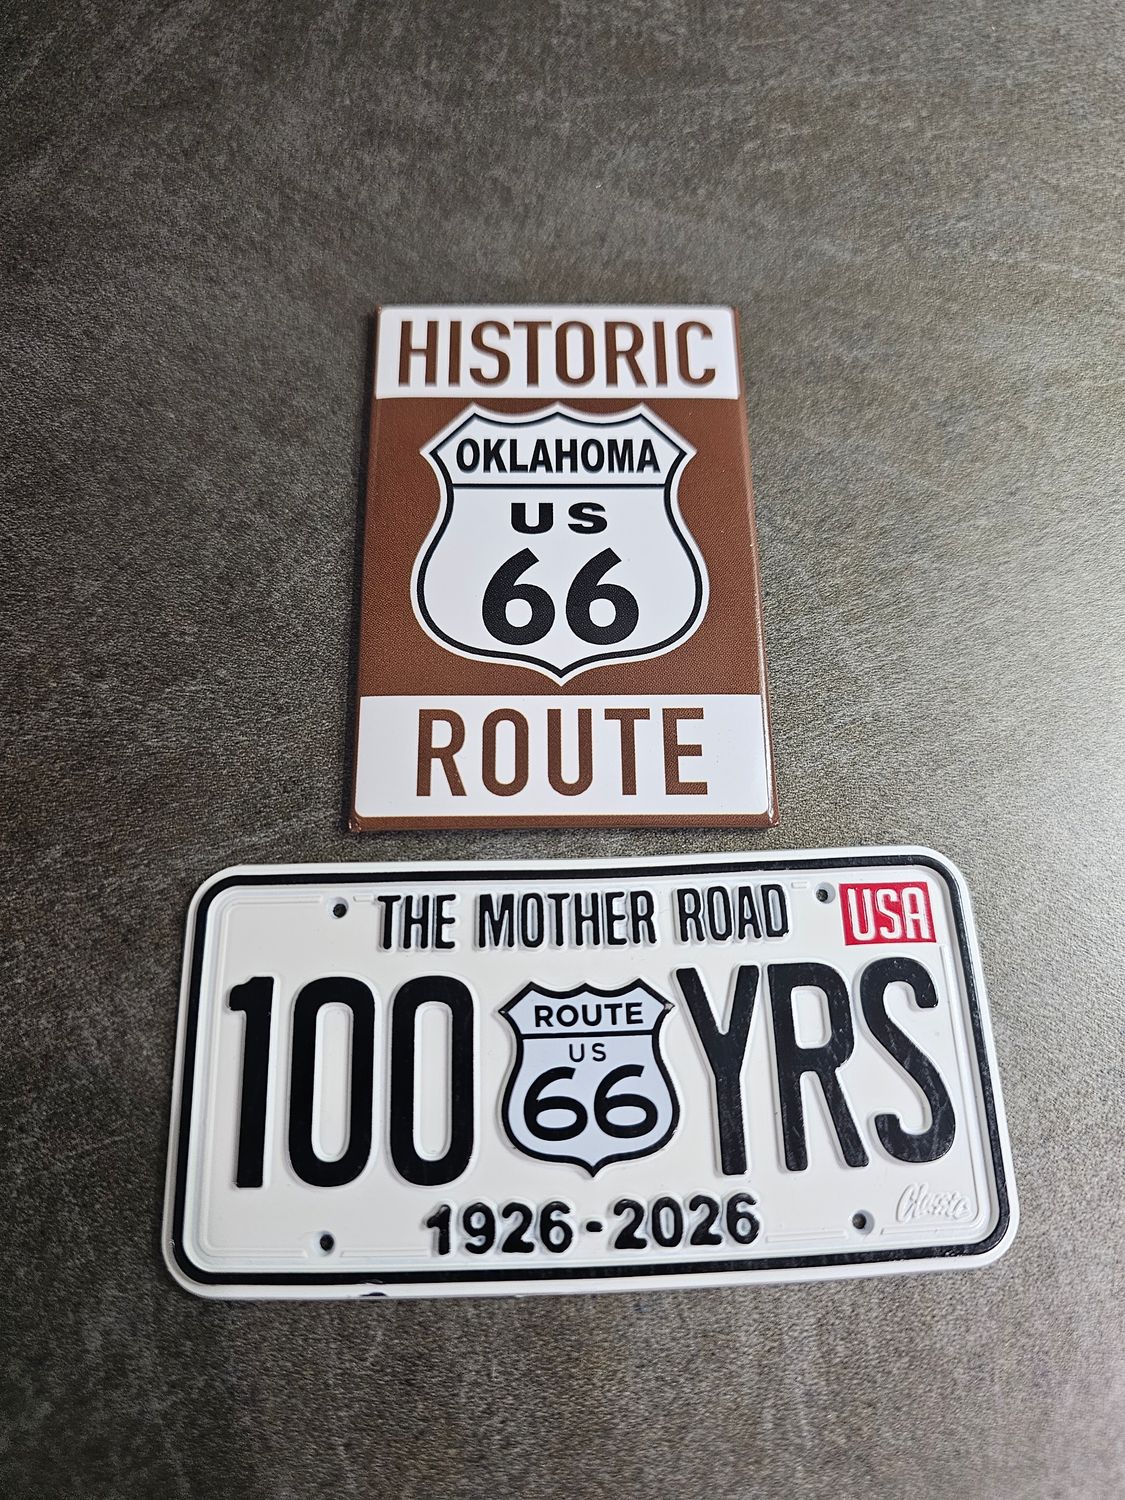 HISTORIC
OKLAHOMA
US
66
ROUTE
THE MOTHER ROAD USA
100 ROUTE US 66 YRS
1926-2026
Classic